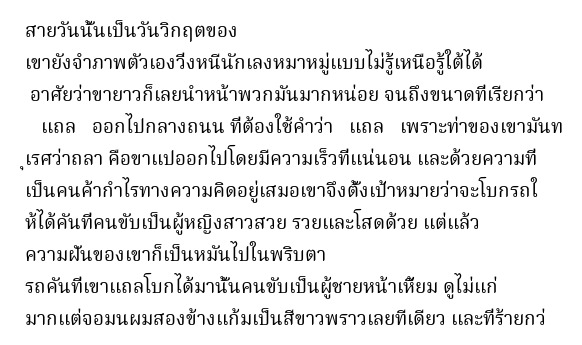 สายวันนั้นเป็นวันวิกฤตของ
เขายังจำภาพตัวเองวิ่งหนีนักเลงหมาหมู่แบบไม่รู้เหนือรู้ใต้ได้
อาศัยว่าขายาวก็เลยนำหน้าพวกมันมากหน่อย จนถึงขนาดที่เรียกว่า
แถล ออกไปกลางถนน ที่ต้องใช้คำว่า แถล เพราะท่าของเขามันท
ุเรศว่าถลา คือขาแปออกไปโดยมีความเร็วที่แน่นอน และด้วยความที่
เป็นคนค้ากำไรทางความคิดอยู่เสมอเขาจึงตั้งเป้าหมายว่าจะโบกรถใ
ห้ได้คันที่คนขับเป็นผู้หญิงสาวสวย รวยและโสดด้วย แต่แล้ว
ความฝันของเขาก็เป็นหมันไปในพริบตา
รถคันที่เขาแถลโบกได้มานั้นคนขับเป็นผู้ชายหน้าเหี้ยม ดูไม่แก่
มากแต่จอมนผมสองข้างแก้มเป็นสีขาวพราวเลยทีเดียว และที่ร้ายกว่